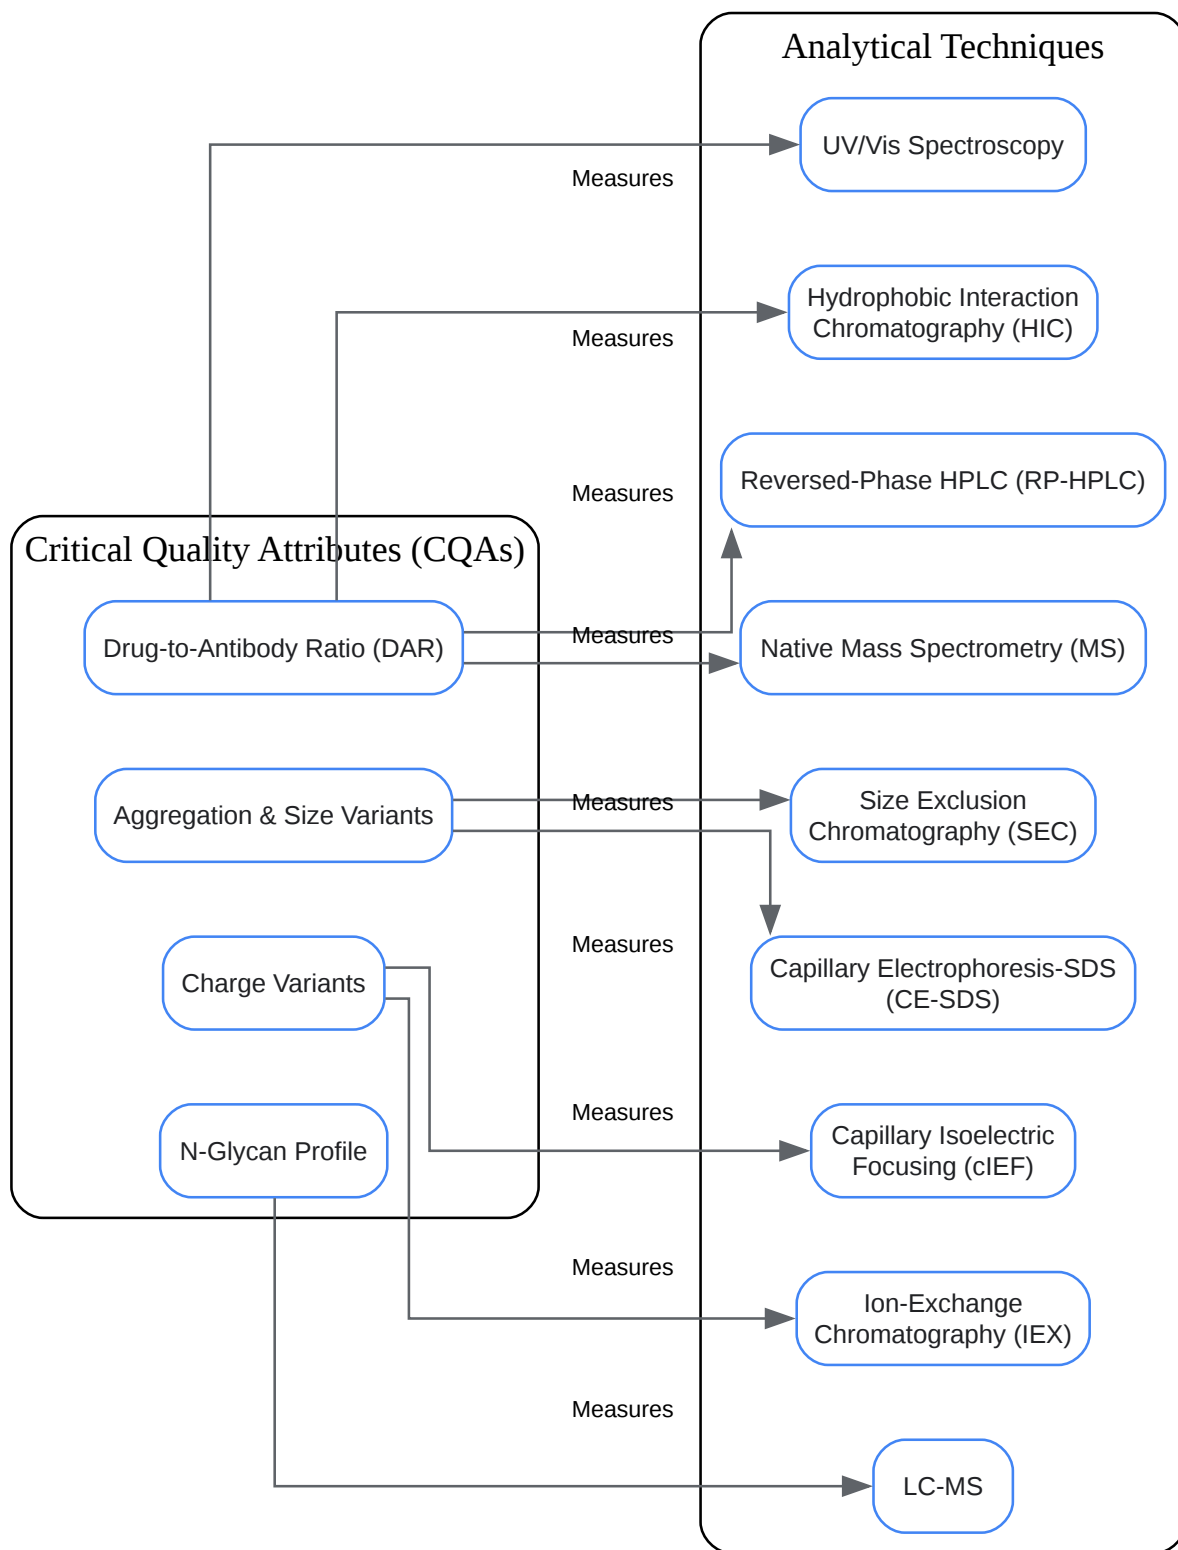 Analytical Techniques
UV/Vis Spectroscopy
Measures
Hydrophobic Interaction
Chromatography (HIC)
Measures
Reversed-Phase HPLC (RP-HPLC)
Measures
Critical Quality Attributes (CQAs)
Drug-to-Antibody Ratio (DAR)
Measures
Native Mass Spectrometry (MS)
Aggregation & Size Variants
Measures
Size Exclusion
Chromatography (SEC)
Measures
Charge Variants
Capillary Electrophoresis-SDS
(CE-SDS)
Measures
N-Glycan Profile
Capillary Isoelectric
Focusing (cIEF)
Measures
Ion-Exchange
Chromatography (IEX)
Measures
LC-MS